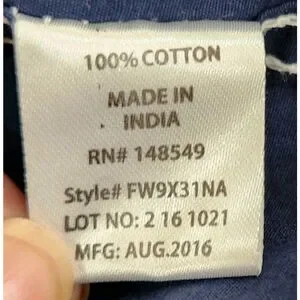 100% COTTON
MADE IN
INDIA
RN# 148549
Style# FW9X31NA
LOT NO: 2 16 1021
MFG: AUG.2016